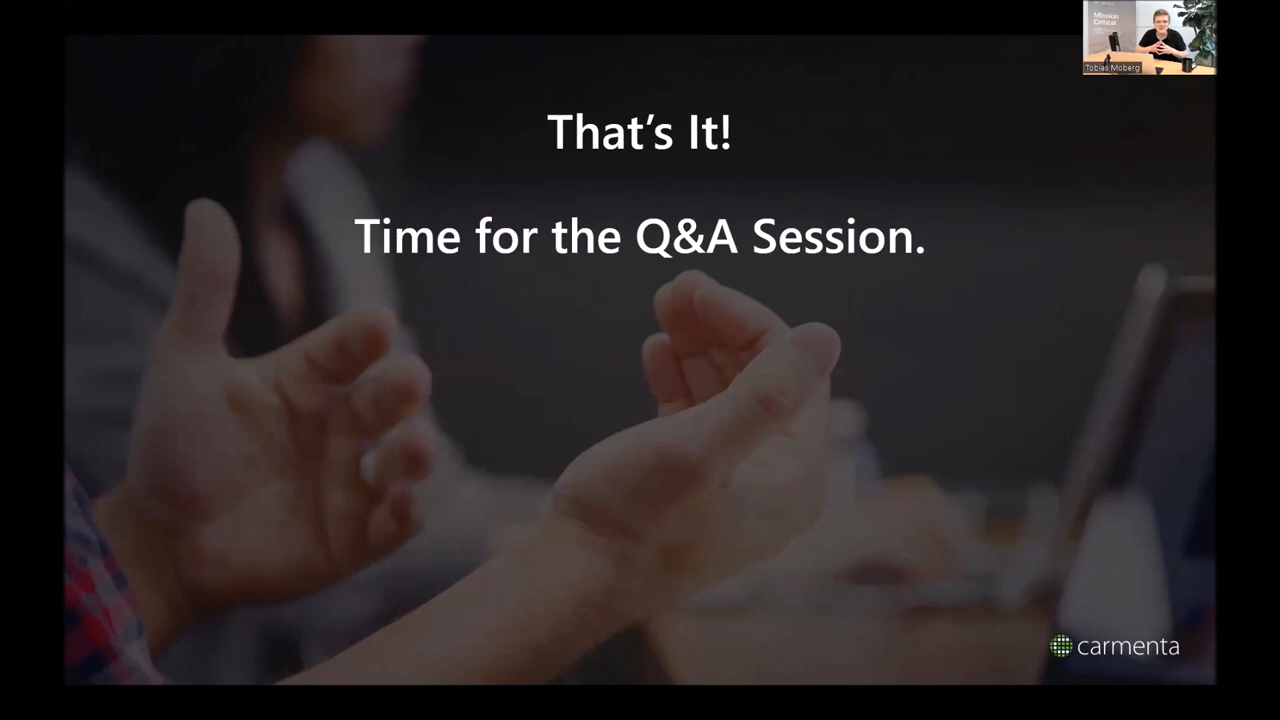 Mission
Critical
Tobias Moberg
That's It!
Time for the Q&A Session.
carmenta